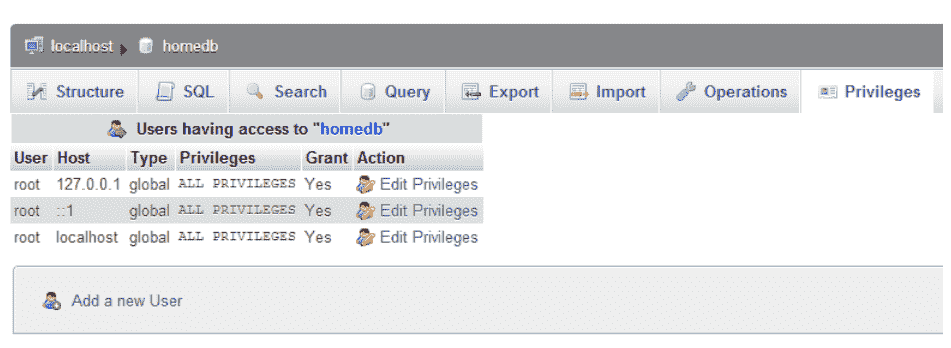 localhost homedb
Structure SQL Search Query Export Import Operations Privileges
Users having access to "homedb"
User Host Type Privileges Grant Action
root 127.0.0.1 global ALL PRIVILEGES Yes Edit Privileges
root ::1 global ALL PRIVILEGES Yes Edit Privileges
root localhost global ALL PRIVILEGES Yes Edit Privileges
Add a new User